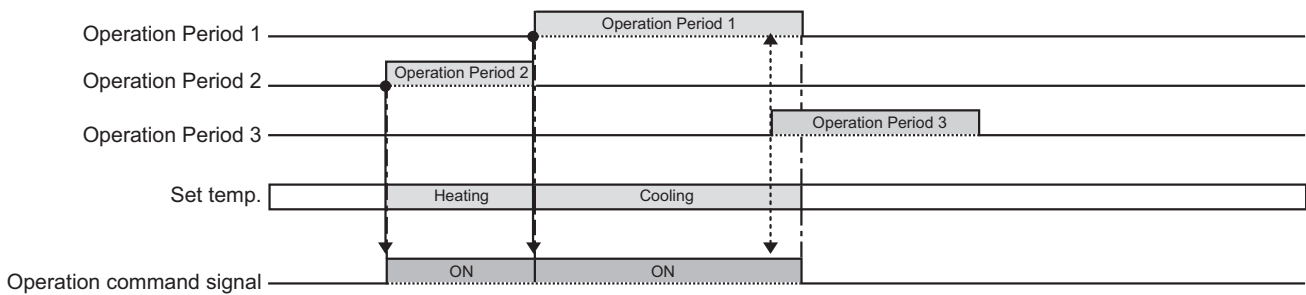 Operation Period 1
Operation Period 1
Operation Period 2
Operation Period 2
Operation Period 3
Operation Period 3
Set temp.
Heating
Cooling
Operation command signal
ON
ON